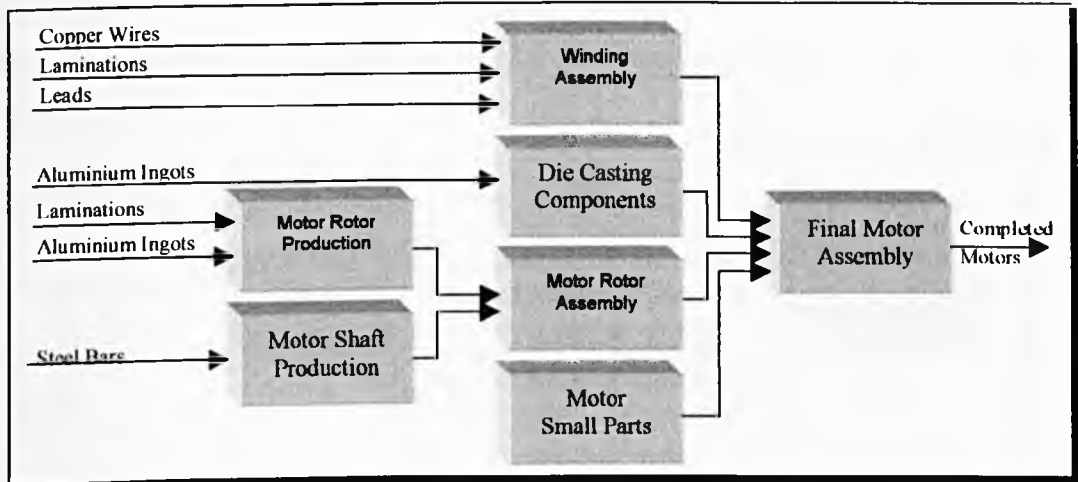 Copper Wires
Laminations
Leads
Winding
Assembly
Aluminium Ingots
Die Casting
Components
Laminations
Aluminium Ingots
Motor Rotor
Production
Motor Rotor
Assembly
Final Motor
Assembly
Completed
Motors
Steel Bars
Motor Shaft
Production
Motor
Small Parts